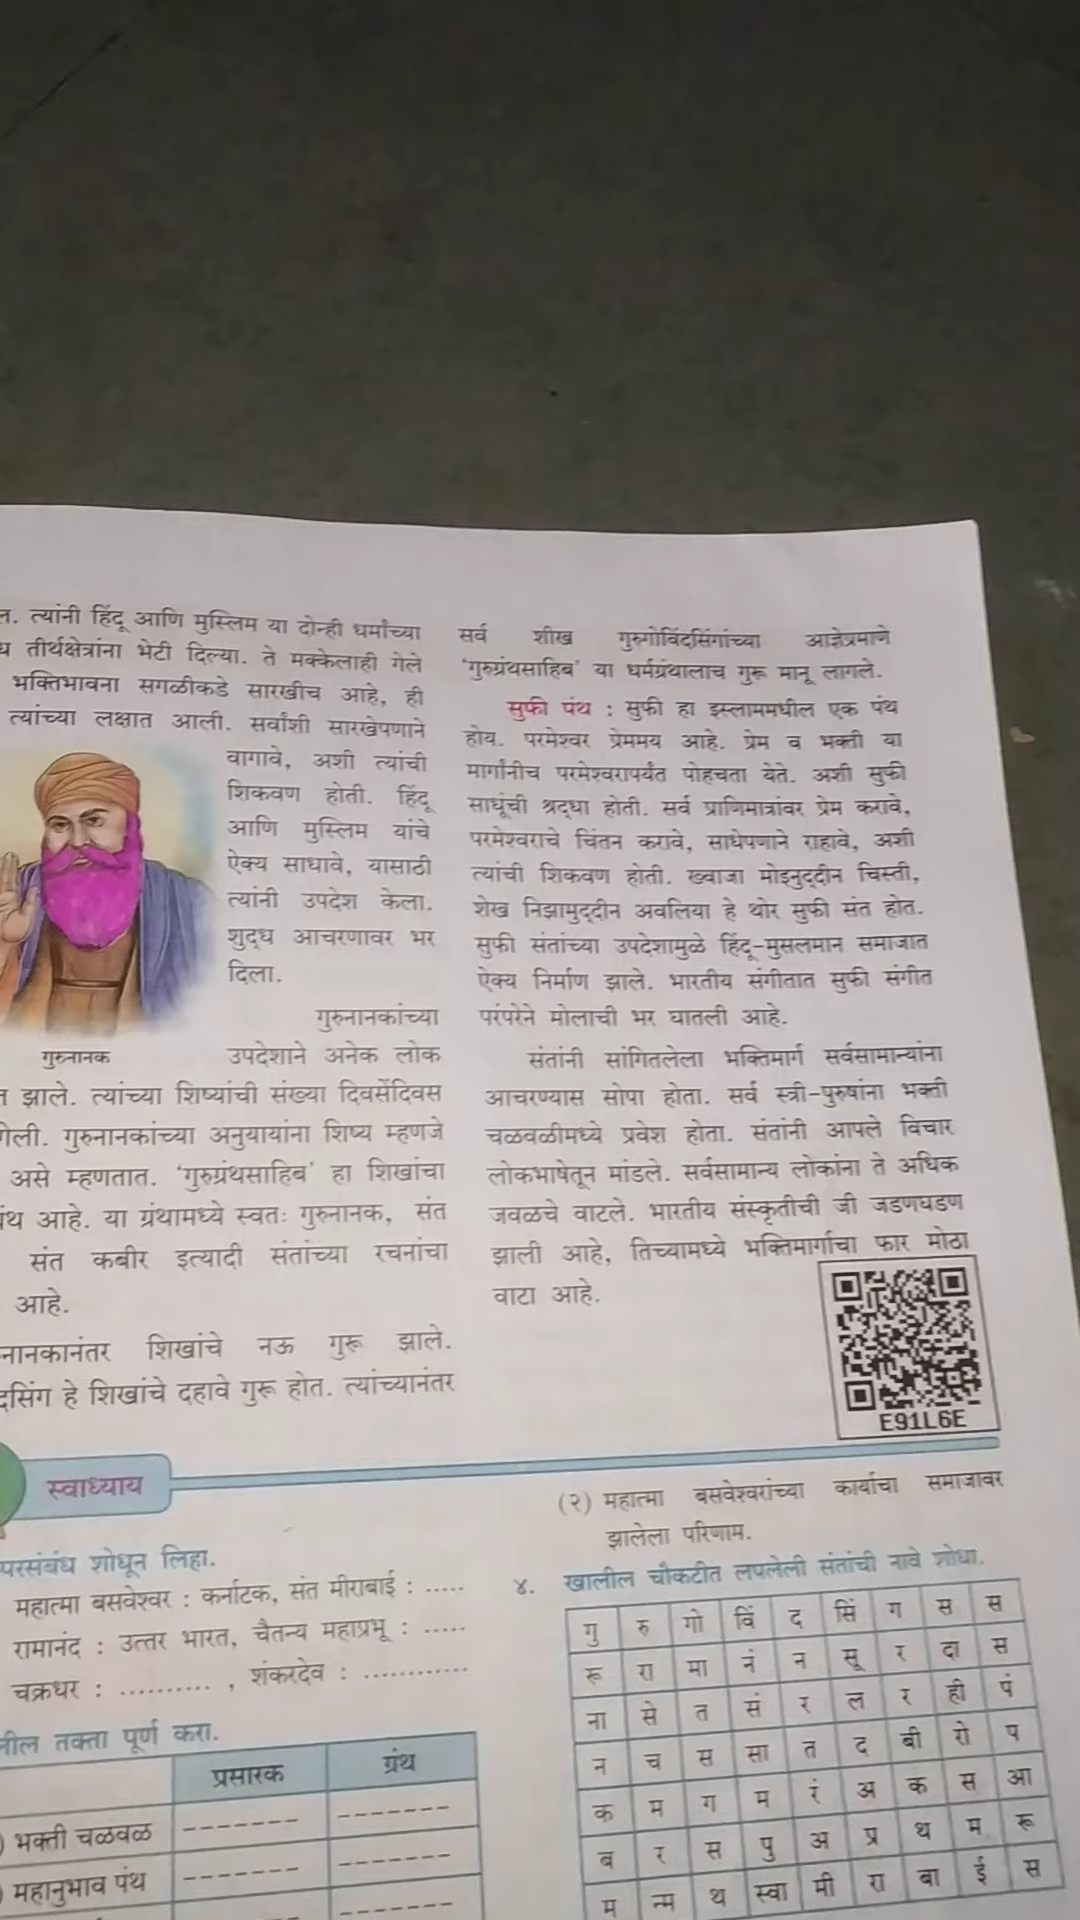 त्यांनी हिंदू आणि मुस्लिम या दोन्ही धर्मांच्या
तीर्थक्षेत्रांना भेटी दिल्या. ते मक्केलाही गेले
भक्तिभावना सगळीकडे सारखीच आहे, ही
त्यांच्या लक्षात आली. सर्वांशी सारखेपणाने
वागावे, अशी त्यांची
शिकवण होती. हिंदू
आणि मुस्लिम यांचे
ऐक्य साधावे, यासाठी
त्यांनी उपदेश केला.
शुद्ध आचरणावर भर
दिला.
गुरुनानक
गुरुनानकांच्या
उपदेशाने अनेक लोक
झाले. त्यांच्या शिष्यांची संख्या दिवसेंदिवस
गेली. गुरुनानकांच्या अनुयायांना शिष्य म्हणजे
असे म्हणतात. ‘गुरुग्रंथसाहिब’ हा शिखांचा
आहे. या ग्रंथामध्ये स्वतः गुरुनानक, संत
संत कबीर इत्यादी संतांच्या रचनांचा
आहे.
नानकानंतर शिखांचे नऊ गुरू झाले.
दसिंग हे शिखांचे दहावे गुरू होत. त्यांच्यानंतर
सर्व शीख गुरुगोविंदसिंगांच्या आज्ञेप्रमाणे
‘गुरुग्रंथसाहिब’ या धर्मग्रंथालाच गुरू मानू लागले.
सुफी पंथ : सुफी हा इस्लाममधील एक पंथ
होय. परमेश्वर प्रेममय आहे. प्रेम व भक्ती या
मार्गांनीच परमेश्वरापर्यंत पोहचता येते. अशी सुफी
साधूंची श्रद्धा होती. सर्व प्राणिमात्रांवर प्रेम करावे,
परमेश्वराचे चिंतन करावे, साधेपणाने राहावे, अशी
त्यांची शिकवण होती. ख्वाजा मोइनुद्दीन चिस्ती,
शेख निझामुद्दीन अवलिया हे थोर सुफी संत होत.
सुफी संतांच्या उपदेशामुळे हिंदू-मुसलमान समाजात
ऐक्य निर्माण झाले. भारतीय संगीतात सुफी संगीत
परंपरेने मोलाची भर घातली आहे.
संतांनी सांगितलेला भक्तिमार्ग सर्वसामान्यांना
आचरण्यास सोपा होता. सर्व स्त्री-पुरुषांना भक्ती
चळवळीमध्ये प्रवेश होता. संतांनी आपले विचार
लोकभाषेतून मांडले. सर्वसामान्य लोकांना ते अधिक
जवळचे वाटले. भारतीय संस्कृतीची जी जडणघडण
झाली आहे, तिच्यामध्ये भक्तिमार्गाचा फार मोठा
वाटा आहे.
E91L6E
स्वाध्याय
परसंबंध शोधून लिहा.
महात्मा बसवेश्वर : कर्नाटक, संत मीराबाई : .....
रामानंद : उत्तर भारत, चैतन्य महाप्रभू : .....
चक्रधर : .......... , शंकरदेव : ............
तक्ता पूर्ण करा.
प्रसारक ग्रंथ
भक्ती चळवळ ------- -------
महानुभाव पंथ ------- -------
(२) महात्मा बसवेश्वरांच्या कार्याचा समाजावर
झालेला परिणाम.
४. खालील चौकटीत लपलेली संतांची नावे शोधा.
गु रु गो विं द सिं ग स स
रू रा मा नं न सू र दा स
ना से त सं र ल र ही पं
न च स सा त द बी रो प
क म ग म रं अ क स आ
ब र स पु अ प्र थ म रू
म न्म थ स्वा मी रा बा ई स